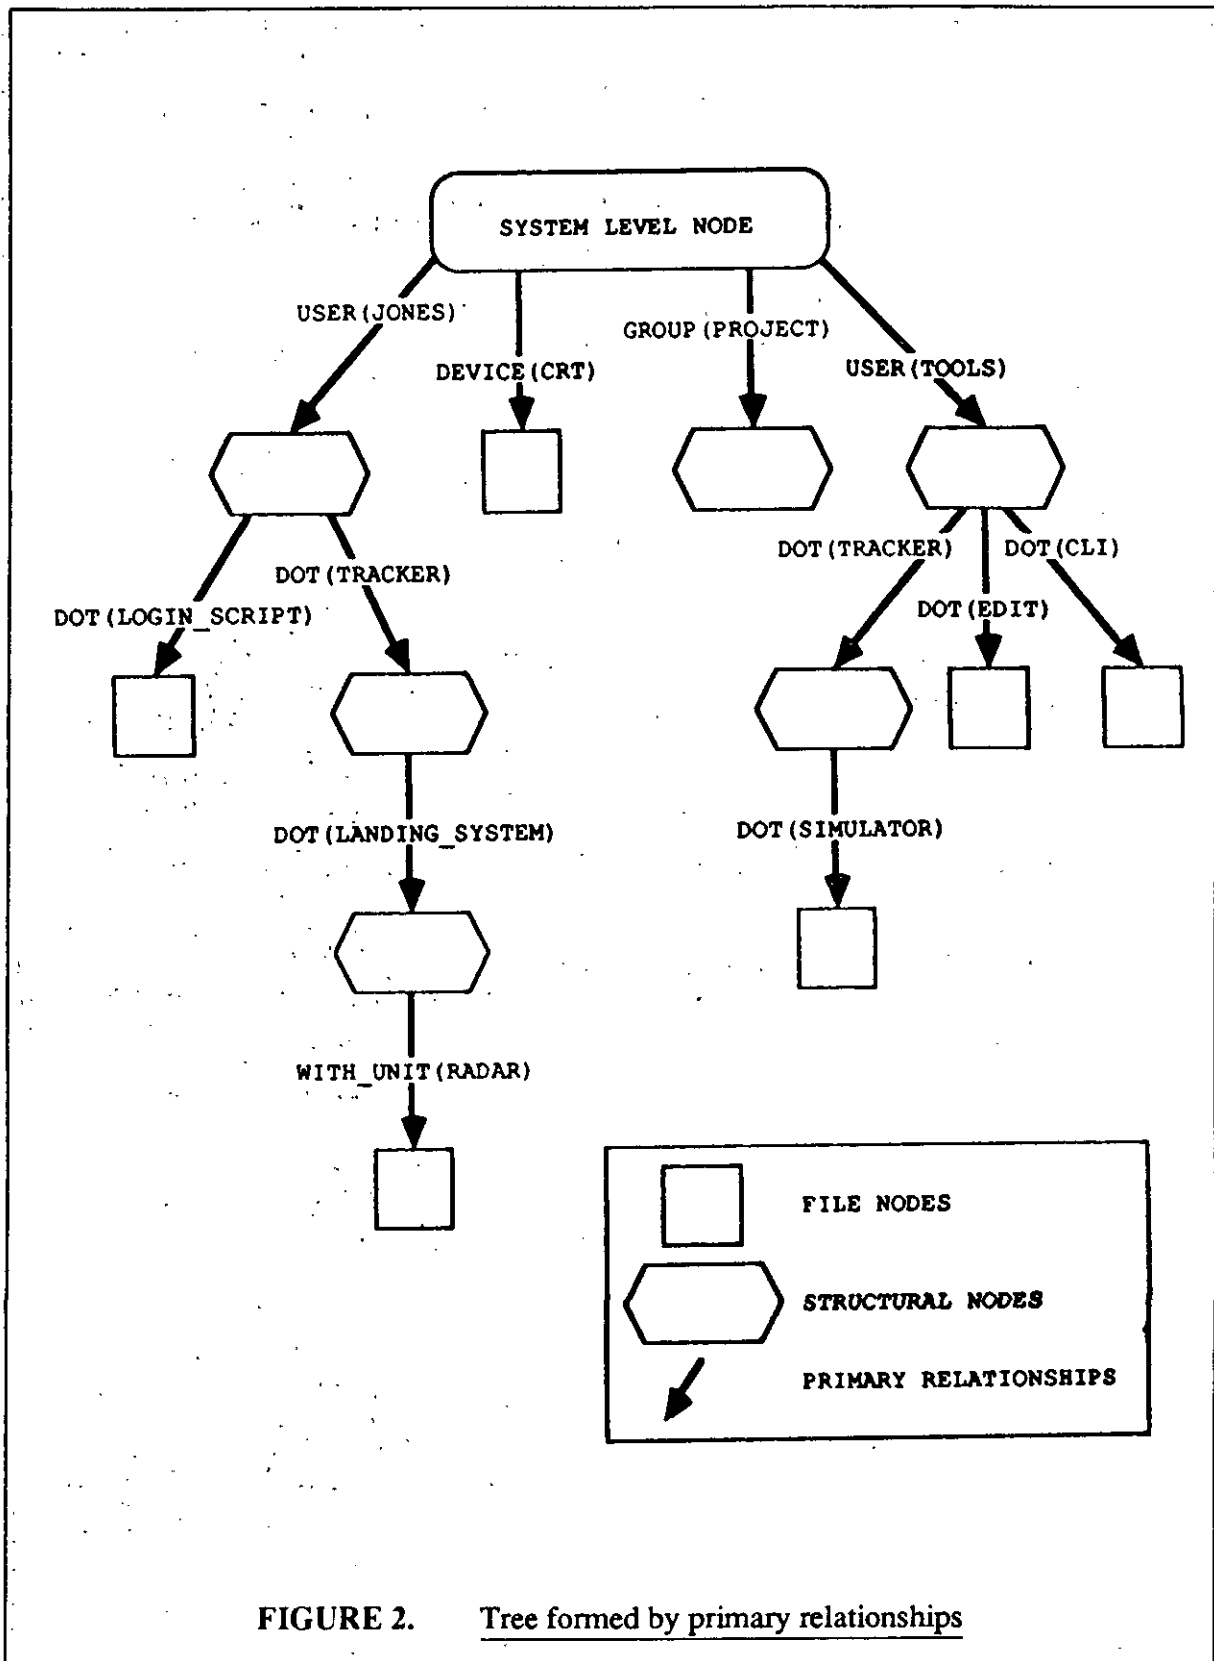 SYSTEM LEVEL NODE
USER(JONES)
DEVICE(CRT)
GROUP(PROJECT)
USER(TOOLS)
DOT(LOGIN_SCRIPT)
DOT(TRACKER)
DOT(TRACKER)
DOT(EDIT)
DOT(CLI)
DOT(LANDING_SYSTEM)
DOT(SIMULATOR)
WITH_UNIT(RADAR)
FILE NODES
STRUCTURAL NODES
PRIMARY RELATIONSHIPS
FIGURE 2. Tree formed by primary relationships